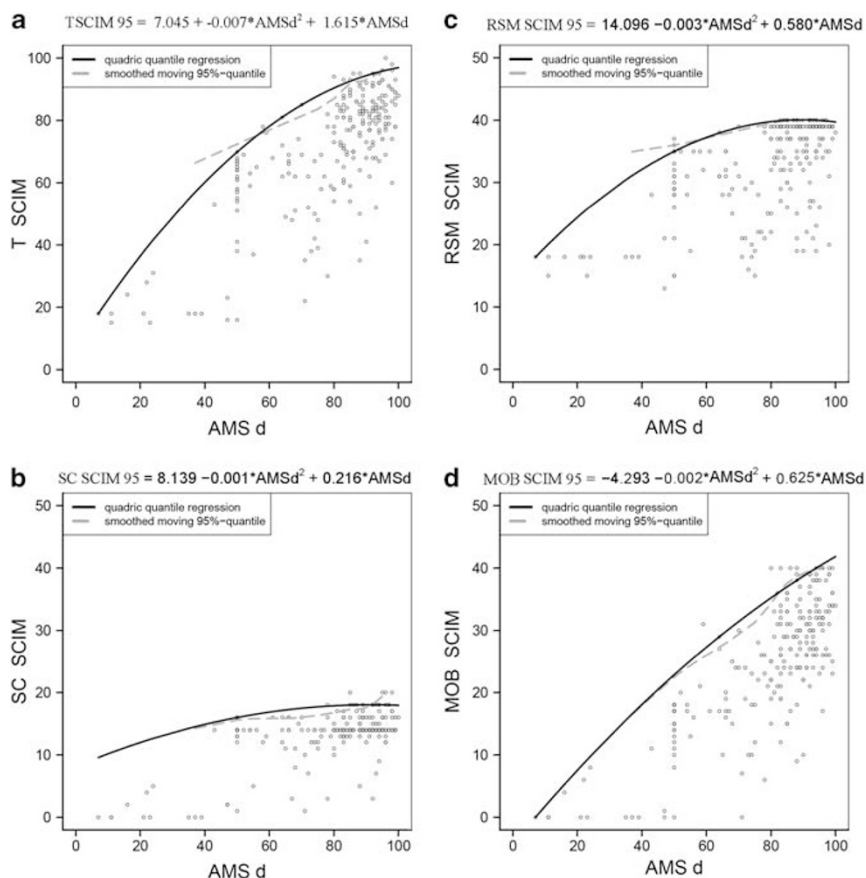 a
TSCIM 95 = 7.045 + -0.007*AMSd² + 1.615*AMSd
quadric quantile regression
smoothed moving 95%-quantile
100
80
60
40
20
0
T SCIM
0 20 40 60 80 100
AMS d
c
RSM SCIM 95 = 14.096 −0.003*AMSd² + 0.580*AMSd
quadric quantile regression
smoothed moving 95%-quantile
50
40
30
20
10
0
RSM SCIM
0 20 40 60 80 100
AMS d
b
SC SCIM 95 = 8.139 −0.001*AMSd² + 0.216*AMSd
quadric quantile regression
smoothed moving 95%-quantile
50
40
30
20
10
0
SC SCIM
0 20 40 60 80 100
AMS d
d
MOB SCIM 95 = −4.293 −0.002*AMSd² + 0.625*AMSd
quadric quantile regression
smoothed moving 95%-quantile
50
40
30
20
10
0
MOB SCIM
0 20 40 60 80 100
AMS d